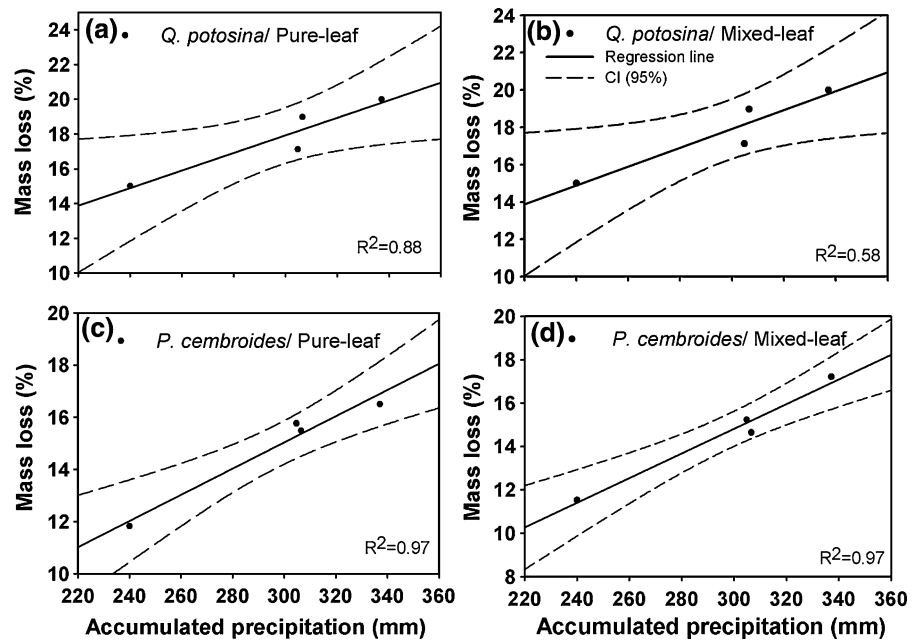 (a) • Q. potosina/ Pure-leaf
24
22
20
18
16
14
12
10
Mass loss (%)
R²=0.88
(b) • Q. potosina/ Mixed-leaf
Regression line
CI (95%)
24
22
20
18
16
14
12
10
Mass loss (%)
R²=0.58
(c) • P. cembroides/ Pure-leaf
20
18
16
14
12
10
Mass loss (%)
R²=0.97
220 240 260 280 300 320 340 360
Accumulated precipitation (mm)
(d) • P. cembroides/ Mixed-leaf
20
18
16
14
12
10
8
Mass loss (%)
R²=0.97
220 240 260 280 300 320 340 360
Accumulated precipitation (mm)